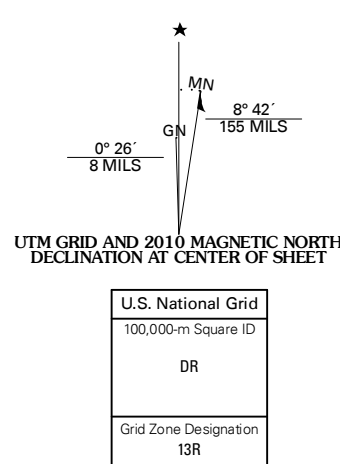 MN
8° 42´
155 MILS
GN
0° 26´
8 MILS
UTM GRID AND 2010 MAGNETIC NORTH
DECLINATION AT CENTER OF SHEET
U.S. National Grid
100,000-m Square ID
DR
Grid Zone Designation
13R